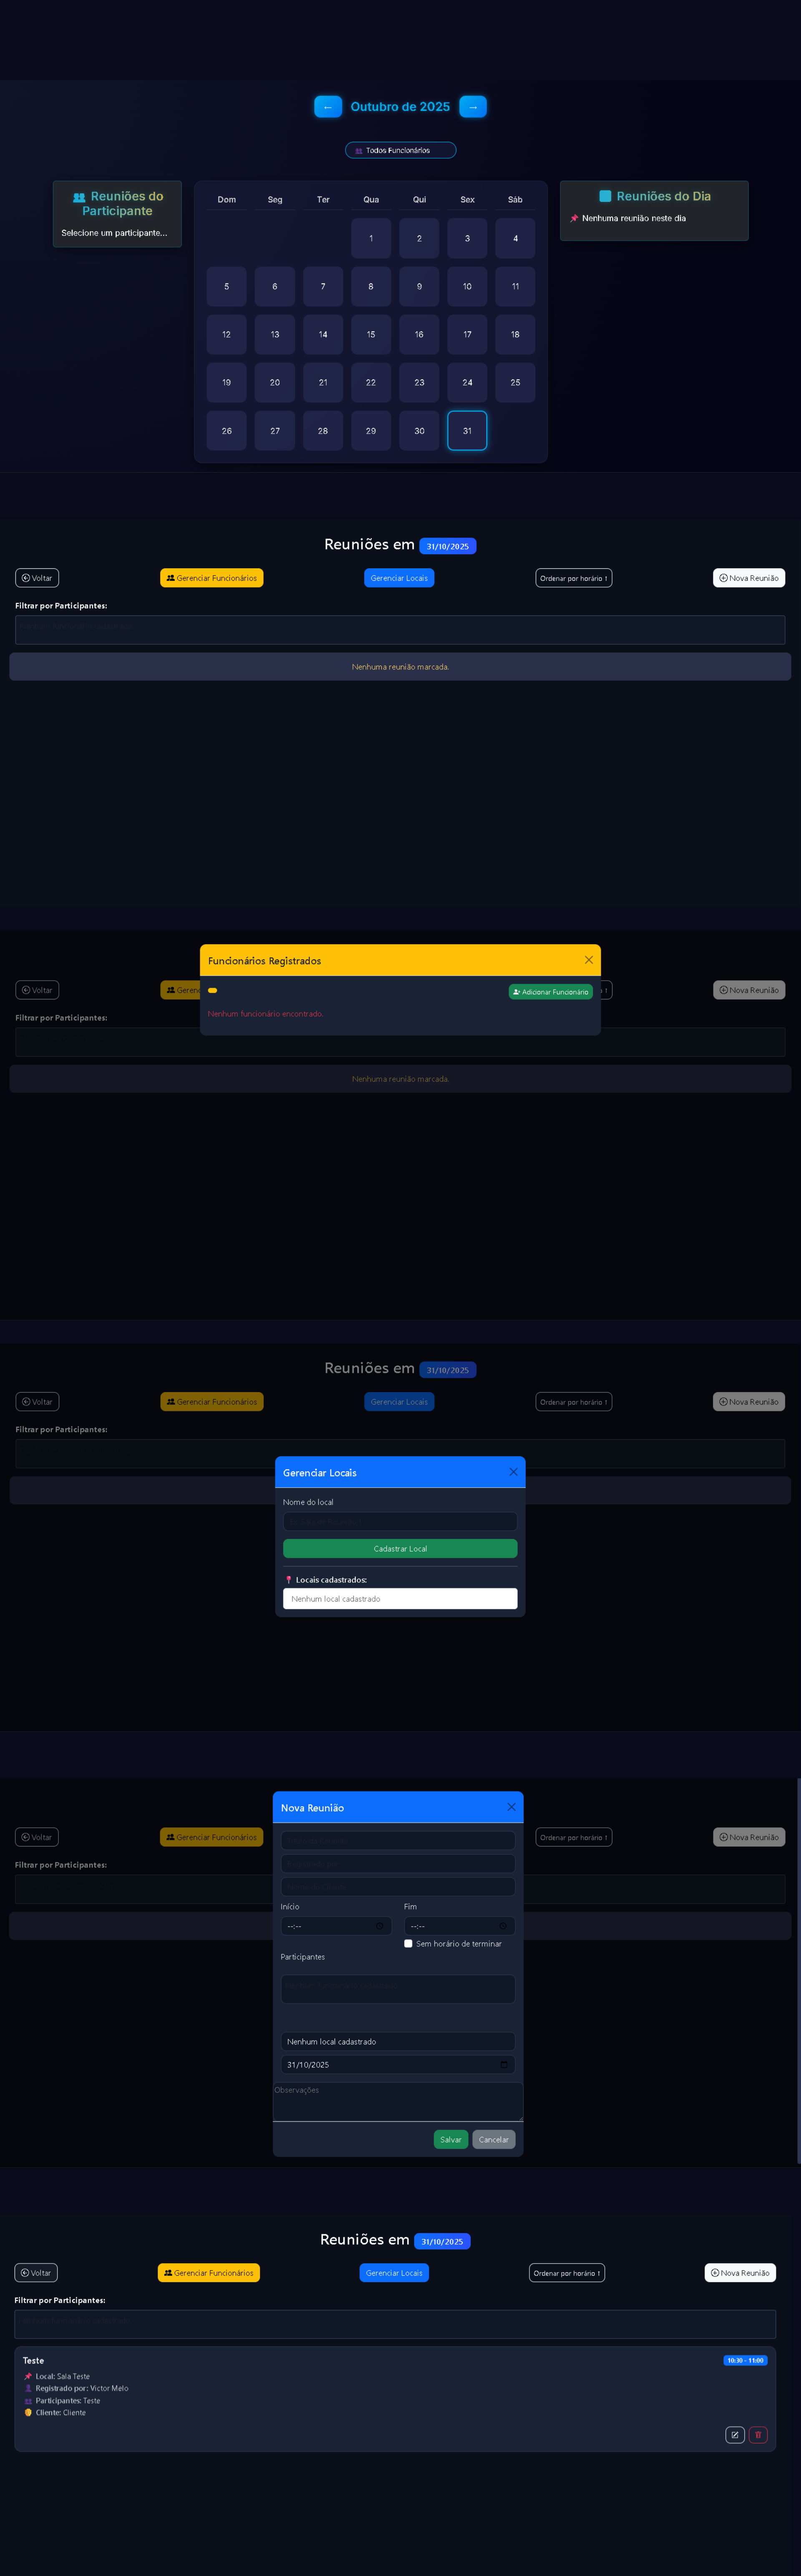 ←
Outubro de 2025
→
Todos Funcionários
Reuniões do
Participante
Selecione um participante...
Dom Seg Ter Qua Qui Sex Sáb
1 2 3 4
5 6 7 8 9 10 11
12 13 14 15 16 17 18
19 20 21 22 23 24 25
26 27 28 29 30 31
Reuniões do Dia
Nenhuma reunião neste dia
Reuniões em 31/10/2025
Voltar
Gerenciar Funcionários
Gerenciar Locais
Ordenar por horário ↑
Nova Reunião
Filtrar por Participantes:
Nenhuma reunião marcada.
Funcionários Registrados
Voltar
Geren
↑
Nova Reunião
Adicionar Funcionário
Nenhum funcionário encontrado.
Filtrar por Participantes:
Nenhuma reunião marcada.
Reuniões em 31/10/2025
Voltar
Gerenciar Funcionários
Gerenciar Locais
Ordenar por horário ↑
Nova Reunião
Filtrar por Participantes:
Gerenciar Locais
Nome do local
Cadastrar Local
Locais cadastrados:
Nenhum local cadastrado
Nova Reunião
Voltar
Gerenciar Funcionários
Ordenar por horário ↑
Nova Reunião
Filtrar por Participantes:
Início Fim
--:-- --:--
Sem horário de terminar
Participantes
Nenhum local cadastrado
31/10/2025
Observações
Salvar Cancelar
Reuniões em 31/10/2025
Voltar
Gerenciar Funcionários
Gerenciar Locais
Ordenar por horário ↑
Nova Reunião
Filtrar por Participantes:
Teste
10:30 - 11:00
Local: Sala Teste
Registrado por: Victor Melo
Participantes: Teste
Cliente: Cliente